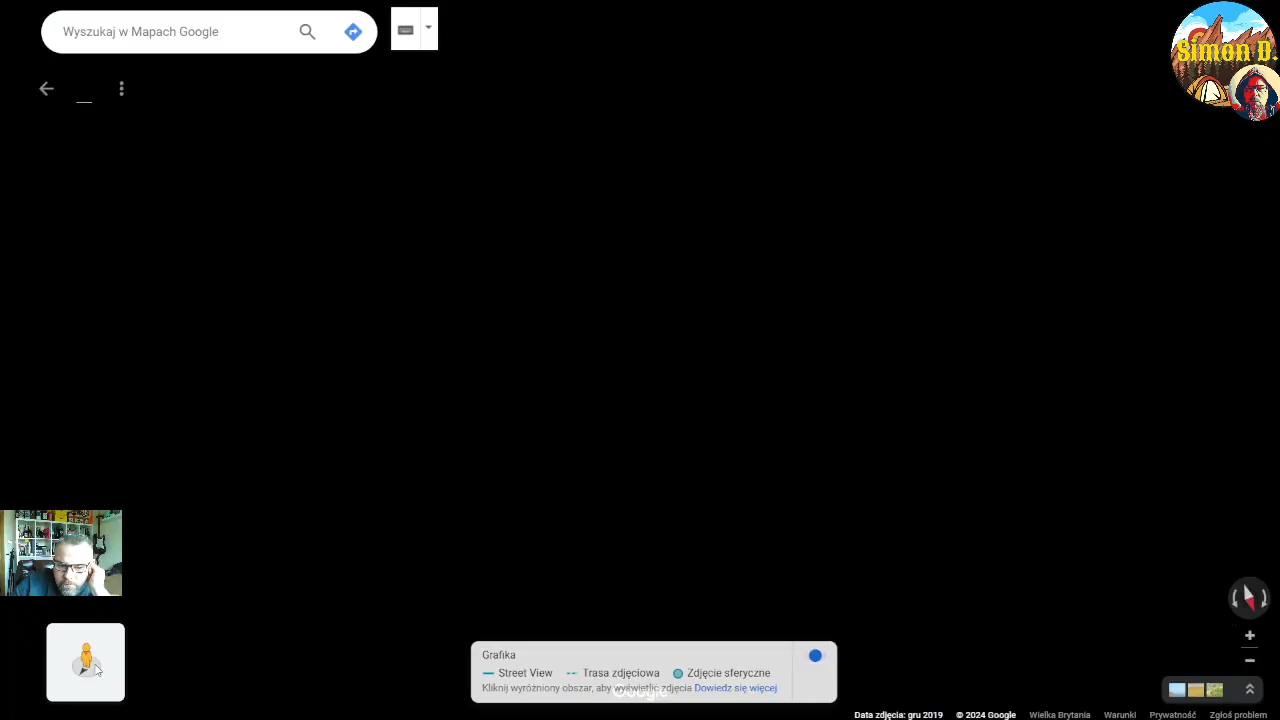 Wyszukaj w Mapach Google
Simon D.
Grafika
Street View Trasa zdjęciowa Zdjęcie sferyczne
Kliknij wyróżniony obszar, aby wyświetlić zdjęcia Dowiedz się więcej
Google
Data zdjęcia: gru 2019 © 2024 Google Wielka Brytania Warunki Prywatność Zgłoś problem